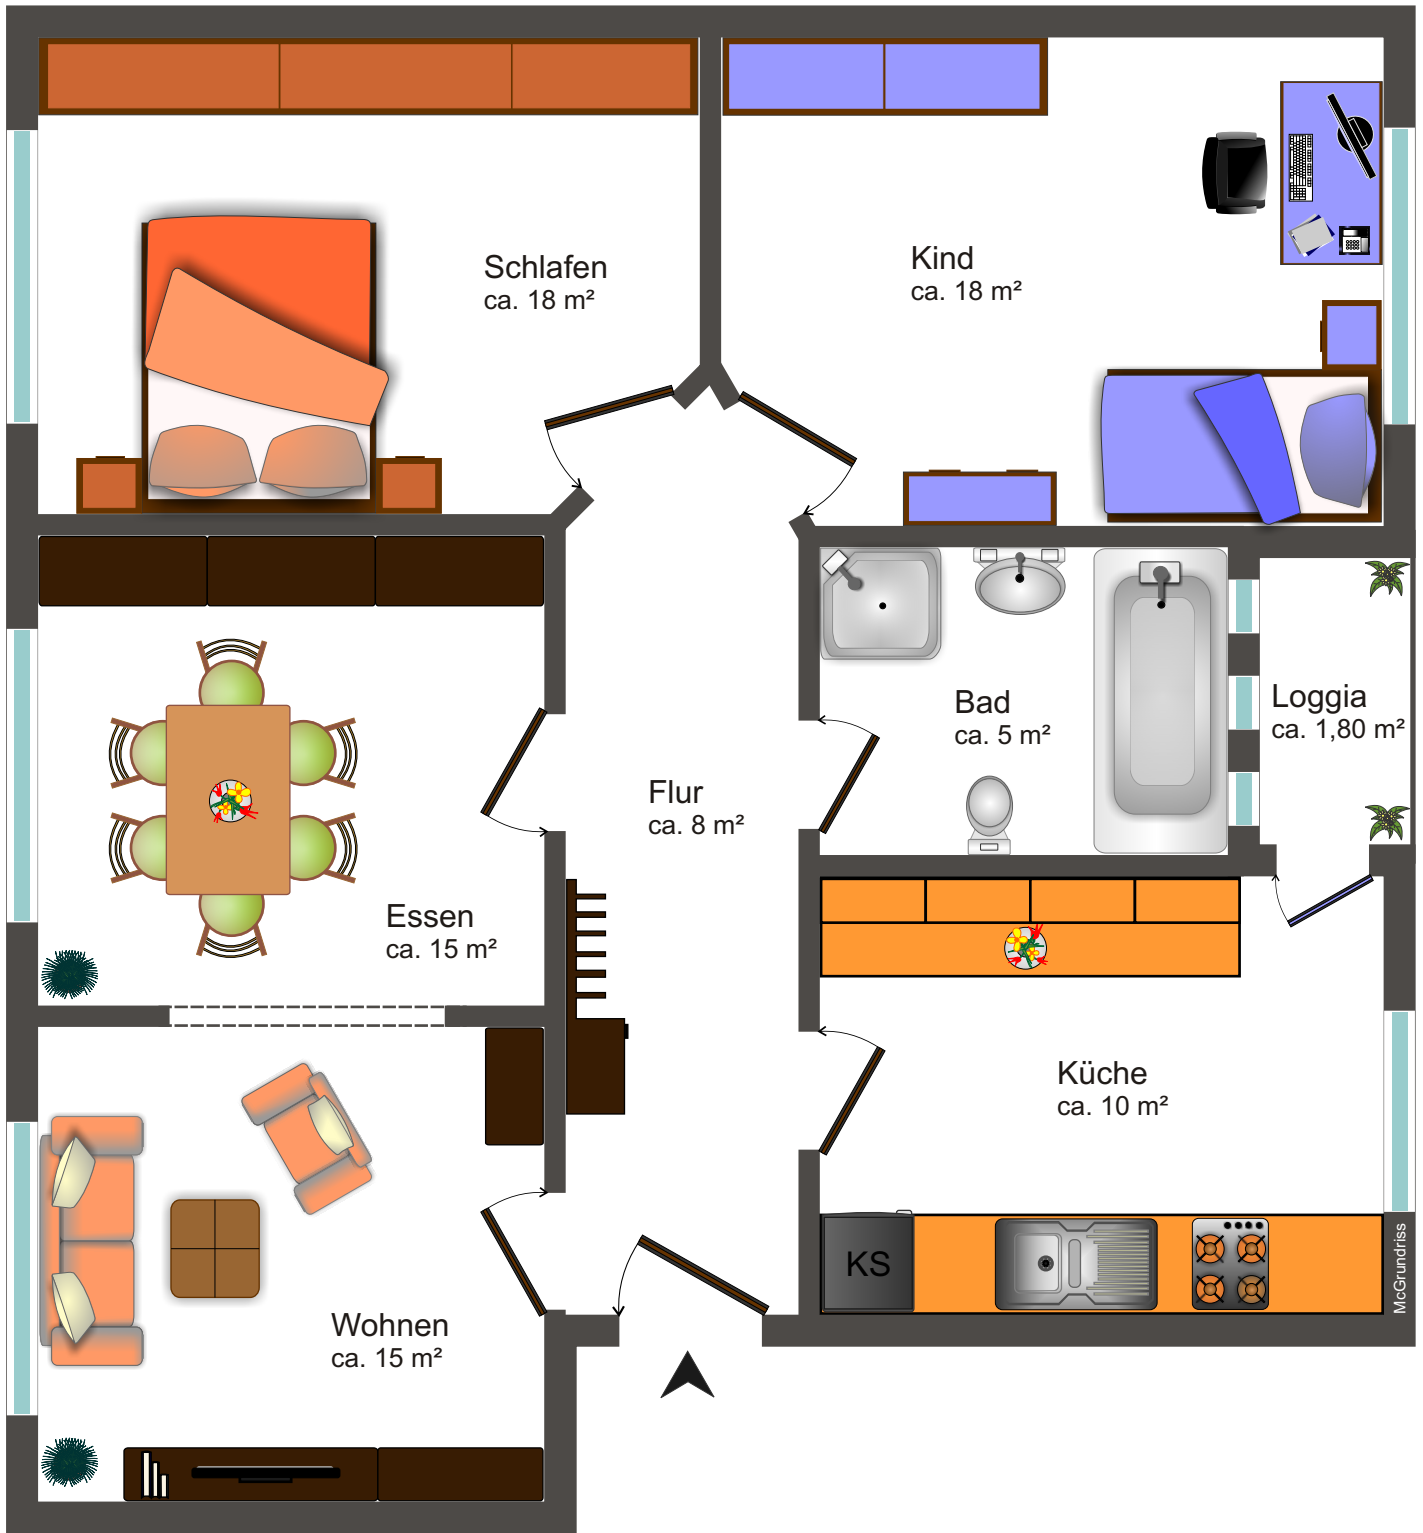 Schlafen
ca. 18 m²
Kind
ca. 18 m²
Bad
ca. 5 m²
Loggia
ca. 1,80 m²
Flur
ca. 8 m²
Essen
ca. 15 m²
Küche
ca. 10 m²
KS
McGrundriss
Wohnen
ca. 15 m²